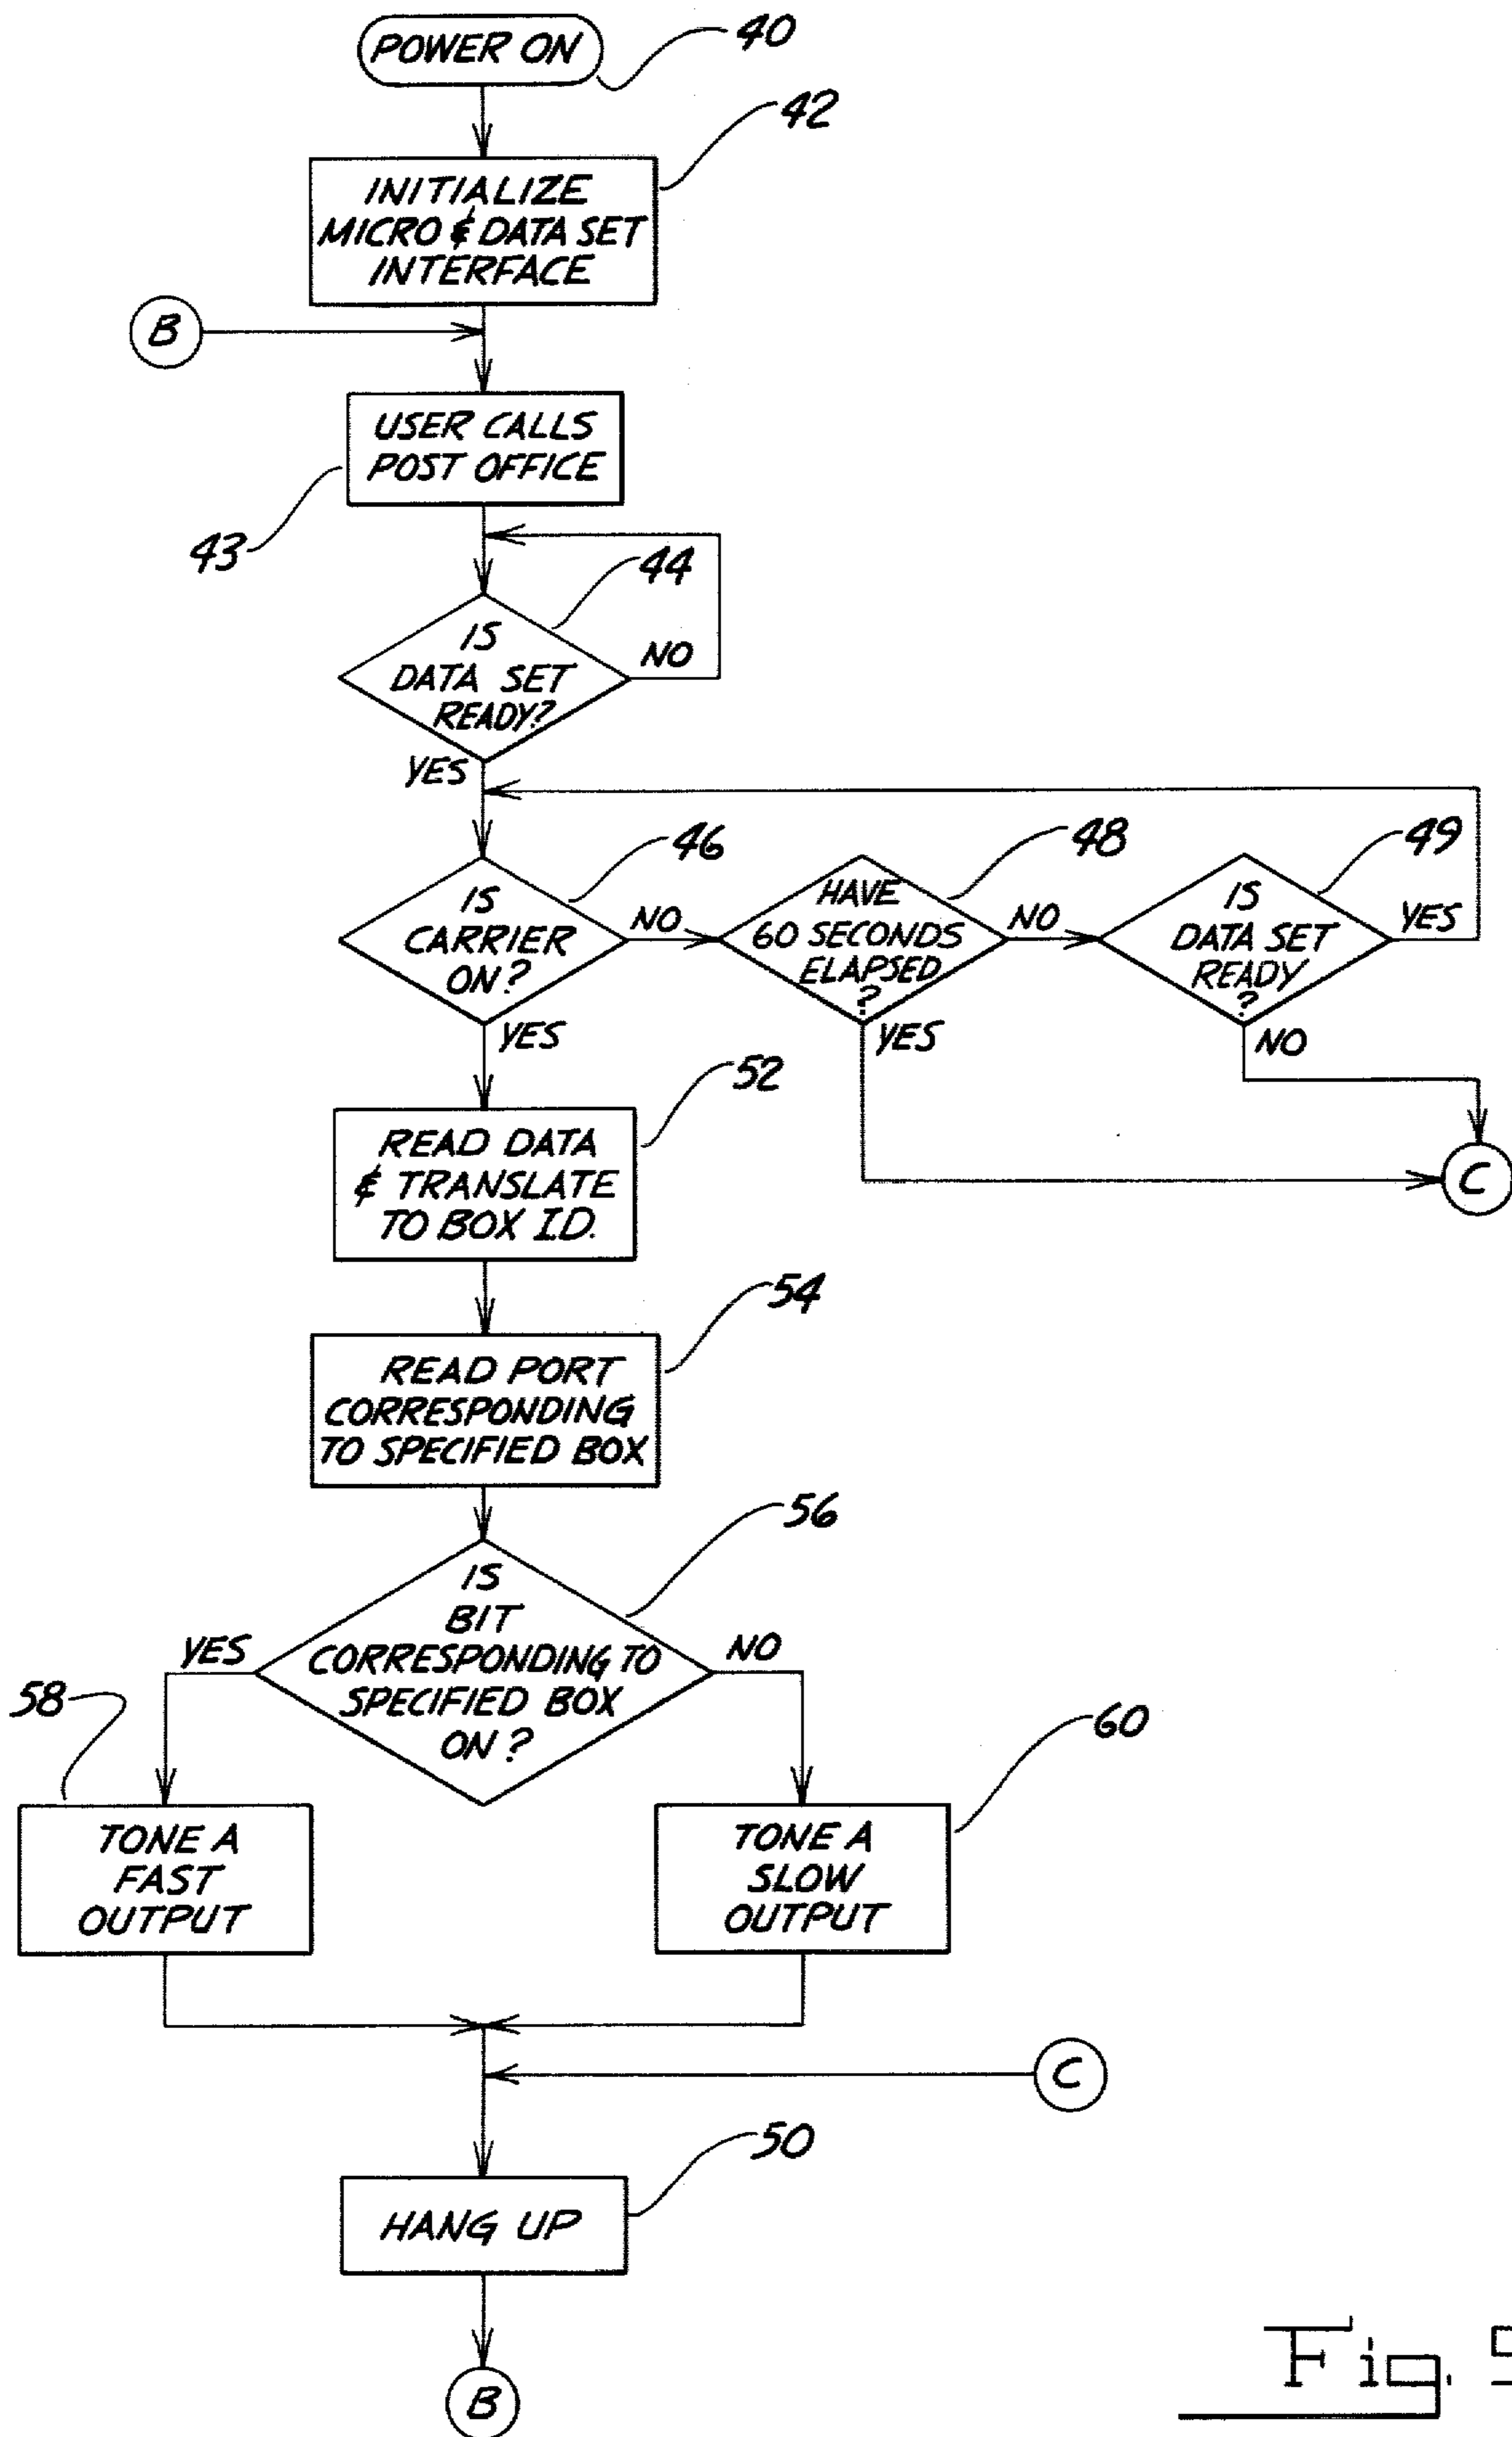 POWER ON
40
42
INITIALIZE
MICRO & DATA SET
INTERFACE
B
USER CALLS
POST OFFICE
43
44
IS
DATA SET
READY?
NO
YES
46
IS
CARRIER
ON?
NO
YES
48
HAVE
60 SECONDS
ELAPSED
?
NO
YES
49
IS
DATA SET
READY
?
YES
NO
C
52
READ DATA
& TRANSLATE
TO BOX I.D.
54
READ PORT
CORRESPONDING
TO SPECIFIED BOX
56
IS
BIT
CORRESPONDING TO
SPECIFIED BOX
ON?
YES
NO
58
TONE A
FAST
OUTPUT
60
TONE A
SLOW
OUTPUT
C
50
HANG UP
B
Fig.